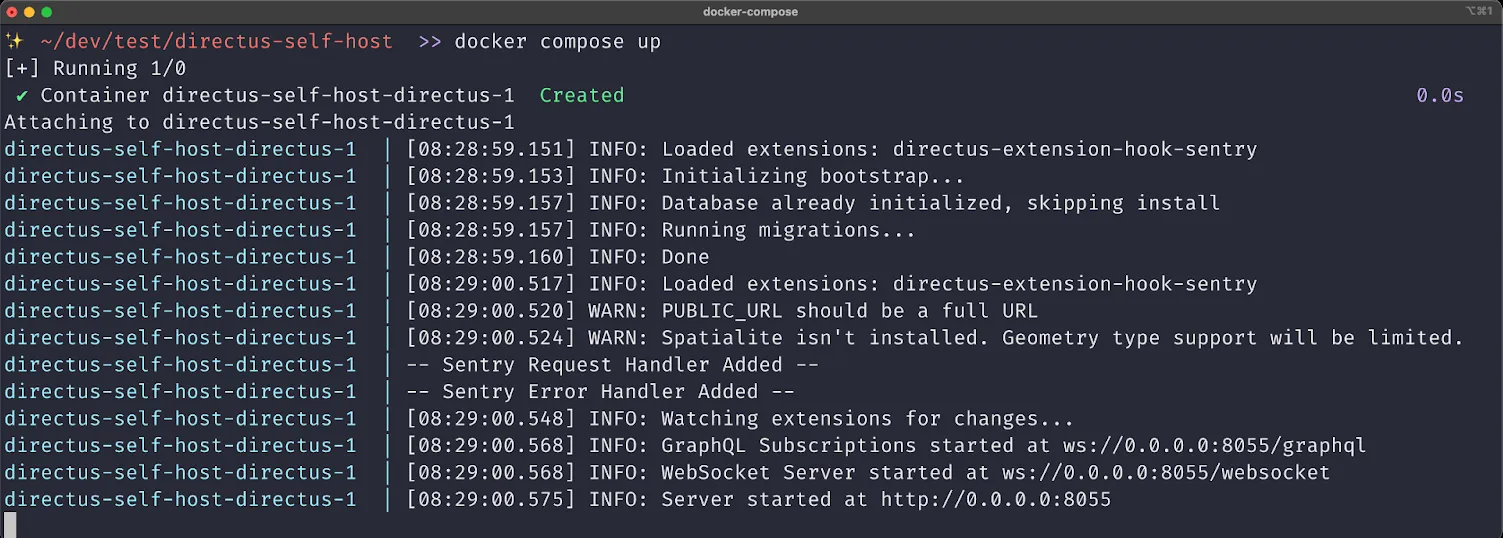 docker-compose
⌥⌘1
✨ ~/dev/test/directus-self-host >> docker compose up
[+] Running 1/0
✔ Container directus-self-host-directus-1 Created 0.0s
Attaching to directus-self-host-directus-1
directus-self-host-directus-1 | [08:28:59.151] INFO: Loaded extensions: directus-extension-hook-sentry
directus-self-host-directus-1 | [08:28:59.153] INFO: Initializing bootstrap...
directus-self-host-directus-1 | [08:28:59.157] INFO: Database already initialized, skipping install
directus-self-host-directus-1 | [08:28:59.157] INFO: Running migrations...
directus-self-host-directus-1 | [08:28:59.160] INFO: Done
directus-self-host-directus-1 | [08:29:00.517] INFO: Loaded extensions: directus-extension-hook-sentry
directus-self-host-directus-1 | [08:29:00.520] WARN: PUBLIC_URL should be a full URL
directus-self-host-directus-1 | [08:29:00.524] WARN: Spatialite isn't installed. Geometry type support will be limited.
directus-self-host-directus-1 | -- Sentry Request Handler Added --
directus-self-host-directus-1 | -- Sentry Error Handler Added --
directus-self-host-directus-1 | [08:29:00.548] INFO: Watching extensions for changes...
directus-self-host-directus-1 | [08:29:00.568] INFO: GraphQL Subscriptions started at ws://0.0.0.0:8055/graphql
directus-self-host-directus-1 | [08:29:00.568] INFO: WebSocket Server started at ws://0.0.0.0:8055/websocket
directus-self-host-directus-1 | [08:29:00.575] INFO: Server started at http://0.0.0.0:8055